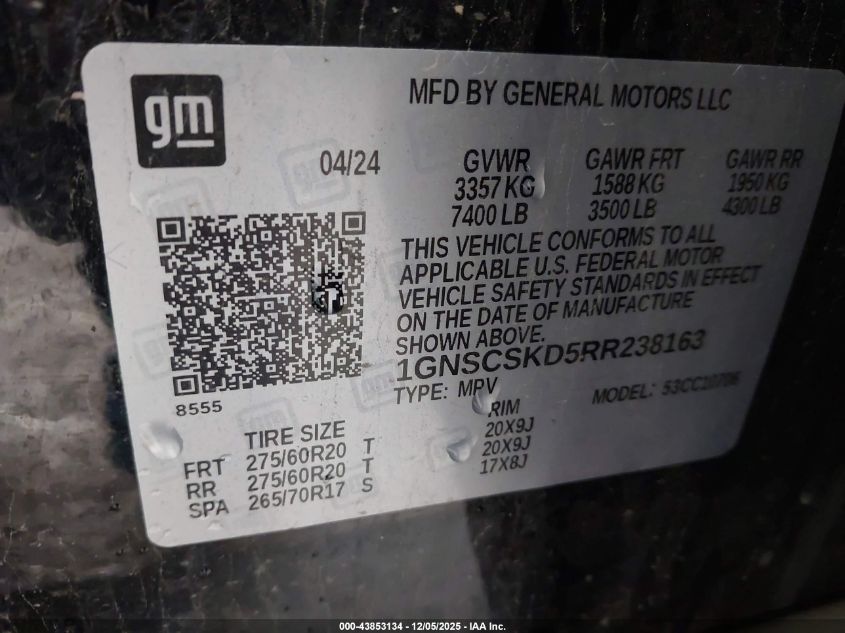 gm
MFD BY GENERAL MOTORS LLC
04/24
GVWR GAWR FRT GAWR RR
3357 KG 1588 KG 1950 KG
7400 LB 3500 LB 4300 LB
THIS VEHICLE CONFORMS TO ALL
APPLICABLE U.S. FEDERAL MOTOR
VEHICLE SAFETY STANDARDS IN EFFECT
ON THE DATE OF MANUFACTURE
SHOWN ABOVE.
1GNSCSKD5RR238163
TYPE: MPV MODEL: 53CC10706
8555
TIRE SIZE RIM
FRT 275/60R20 T 20X9J
RR 275/60R20 T 20X9J
SPA 265/70R17 S 17X8J
000-43853134 - 12/05/2025 - IAA Inc.